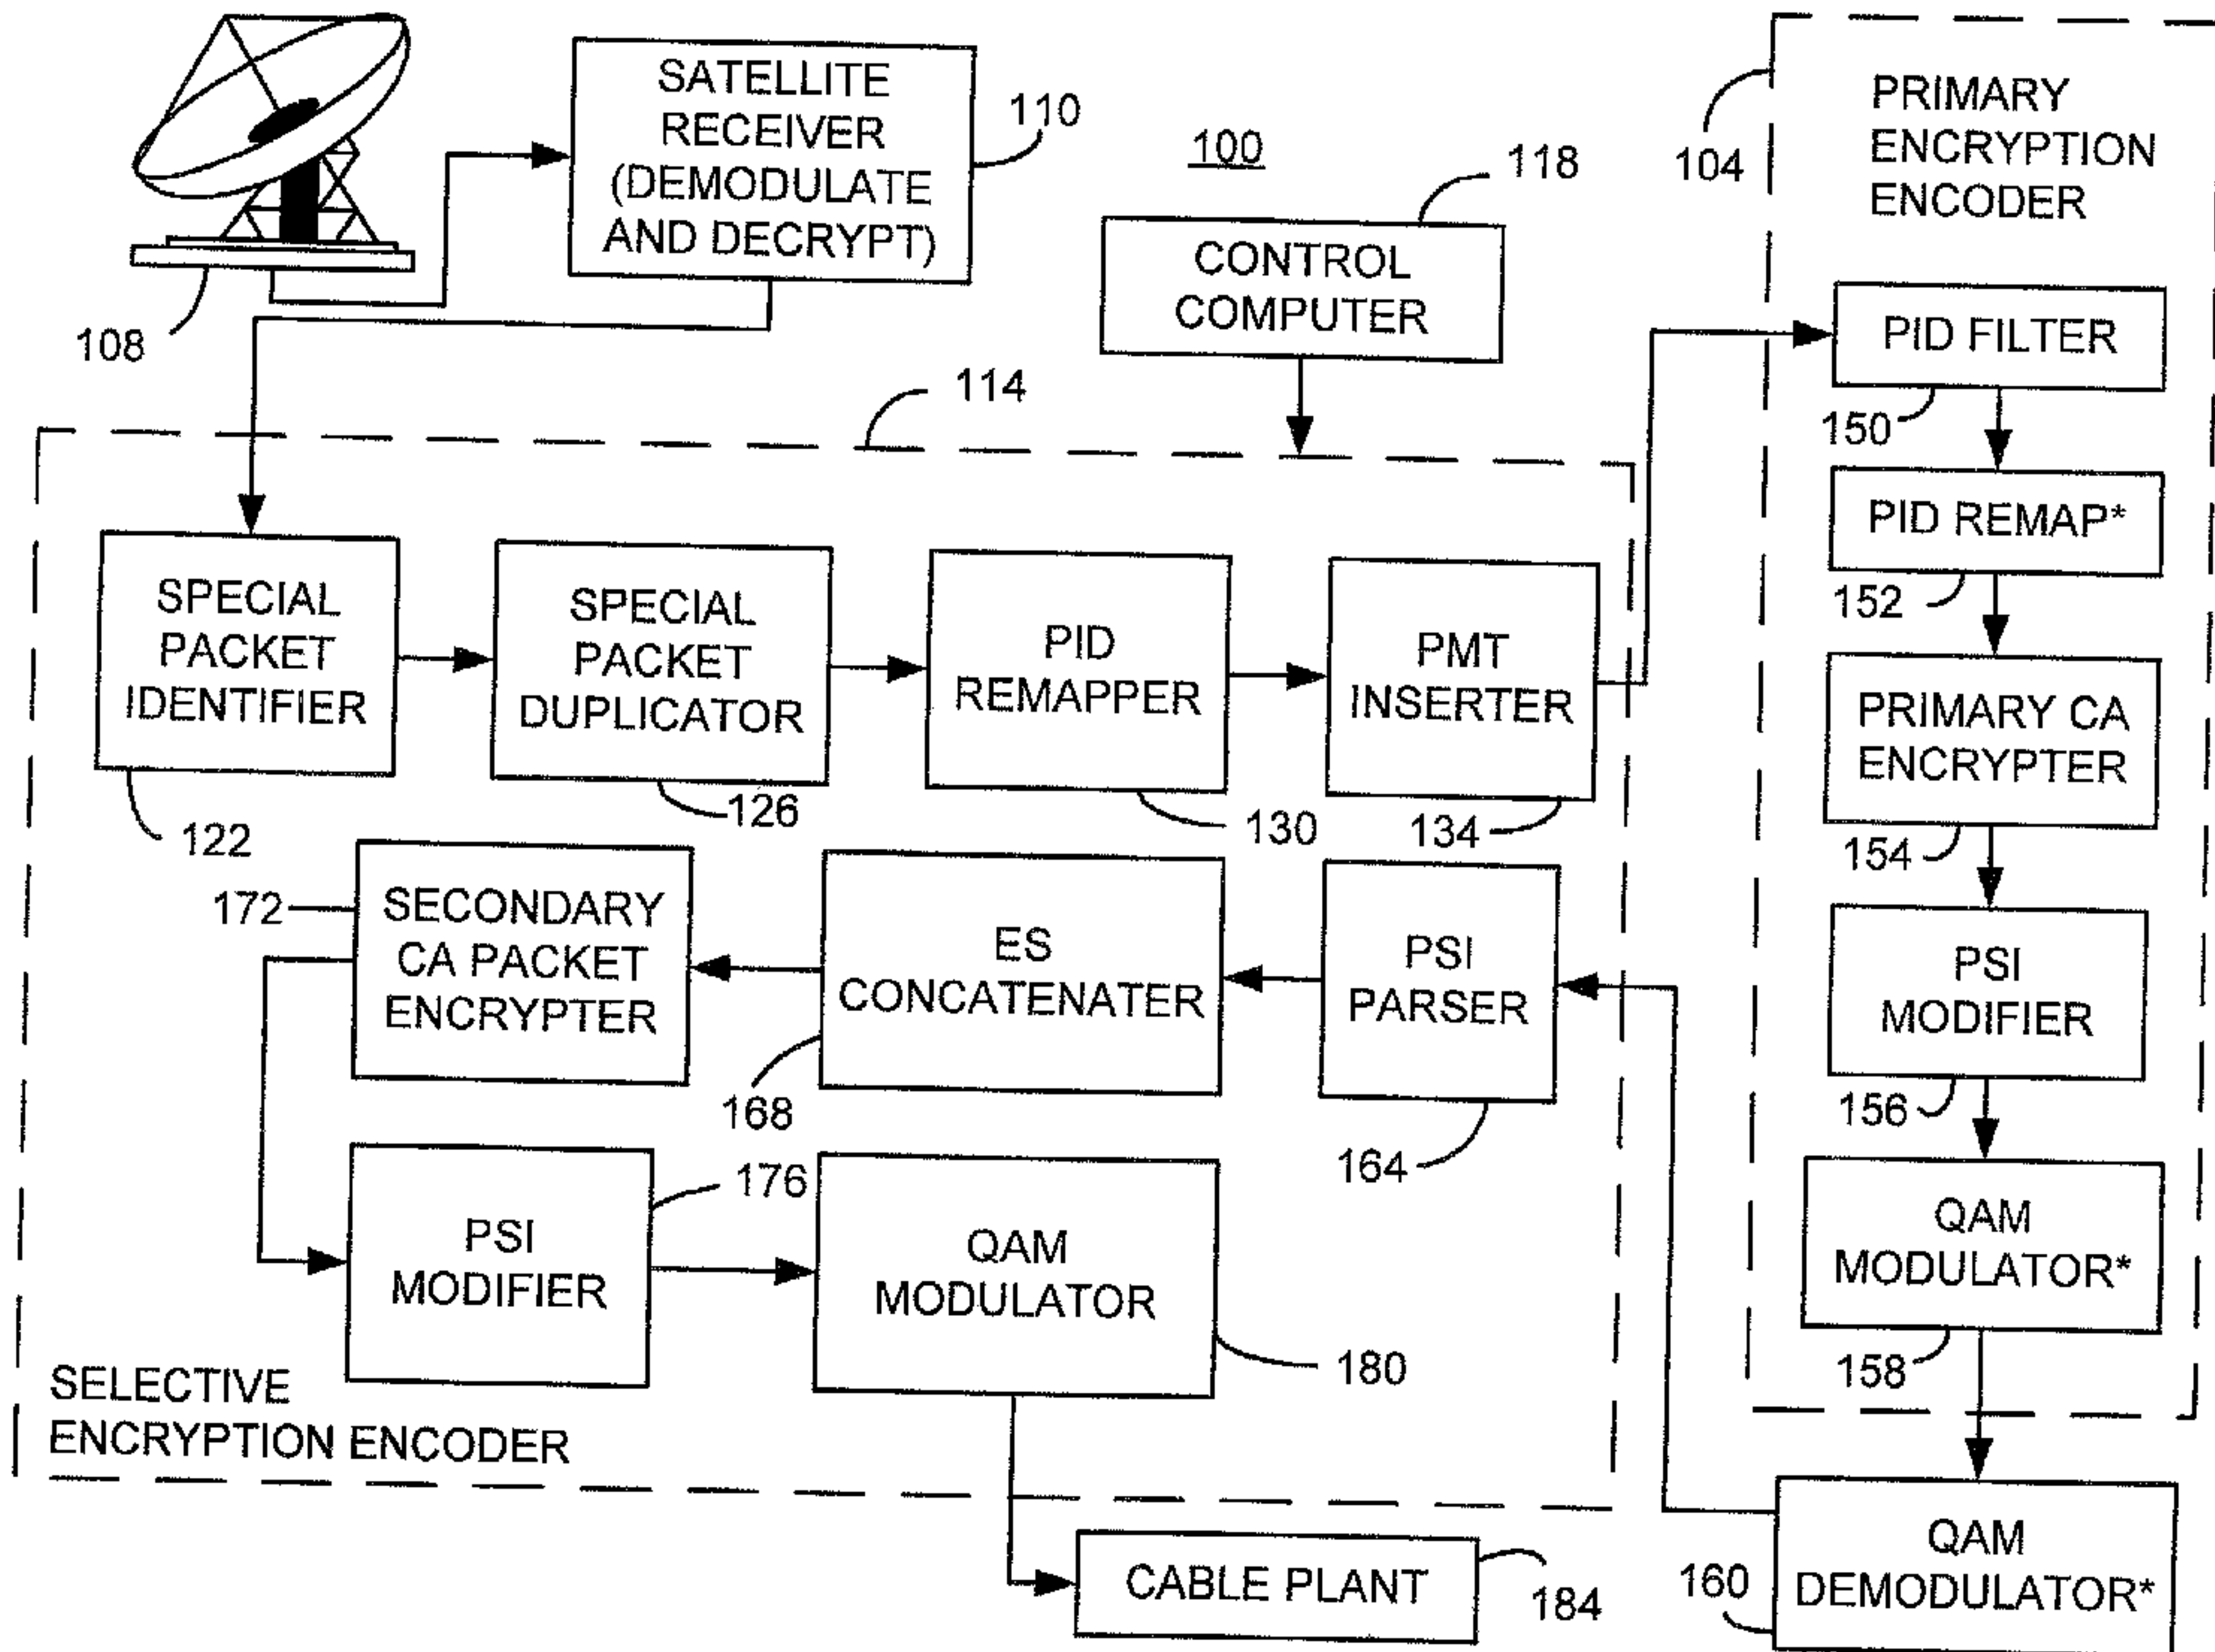 SATELLITE
RECEIVER
(DEMODULATE
AND DECRYPT)
110
108
100
118
CONTROL
COMPUTER
104
PRIMARY
ENCRYPTION
ENCODER
PID FILTER
150
PID REMAP*
152
PRIMARY CA
ENCRYPTER
154
PSI
MODIFIER
156
QAM
MODULATOR*
158
QAM
DEMODULATOR*
160
114
SPECIAL
PACKET
IDENTIFIER
122
SPECIAL
PACKET
DUPLICATOR
126
PID
REMAPPER
130
PMT
INSERTER
134
172
SECONDARY
CA PACKET
ENCRYPTER
ES
CONCATENATER
168
PSI
PARSER
164
PSI
MODIFIER
176
QAM
MODULATOR
180
SELECTIVE
ENCRYPTION ENCODER
CABLE PLANT
184